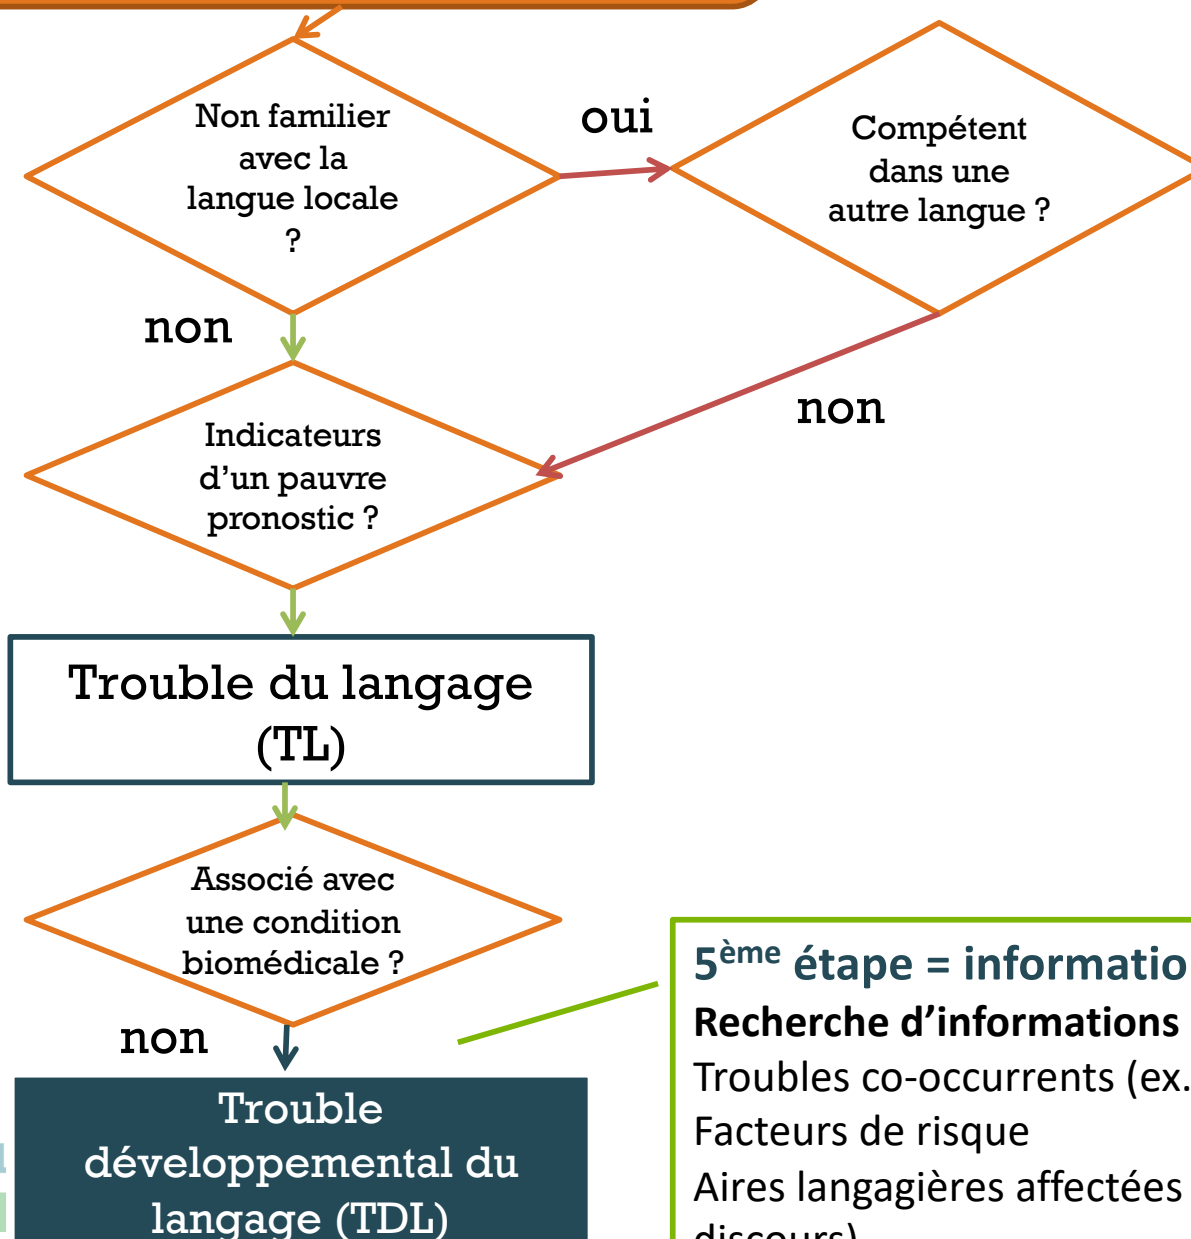 Non familier
avec la
langue locale
?
oui
Compétent
dans une
autre langue ?
non
non
Indicateurs
d’un pauvre
pronostic ?
Trouble du langage
(TL)
Associé avec
une condition
biomédicale ?
non
Trouble
développemental du
langage (TDL)
5ème étape = informatio
Recherche d’informations
Troubles co-occurrents (ex.
Facteurs de risque
Aires langagières affectées
discours)